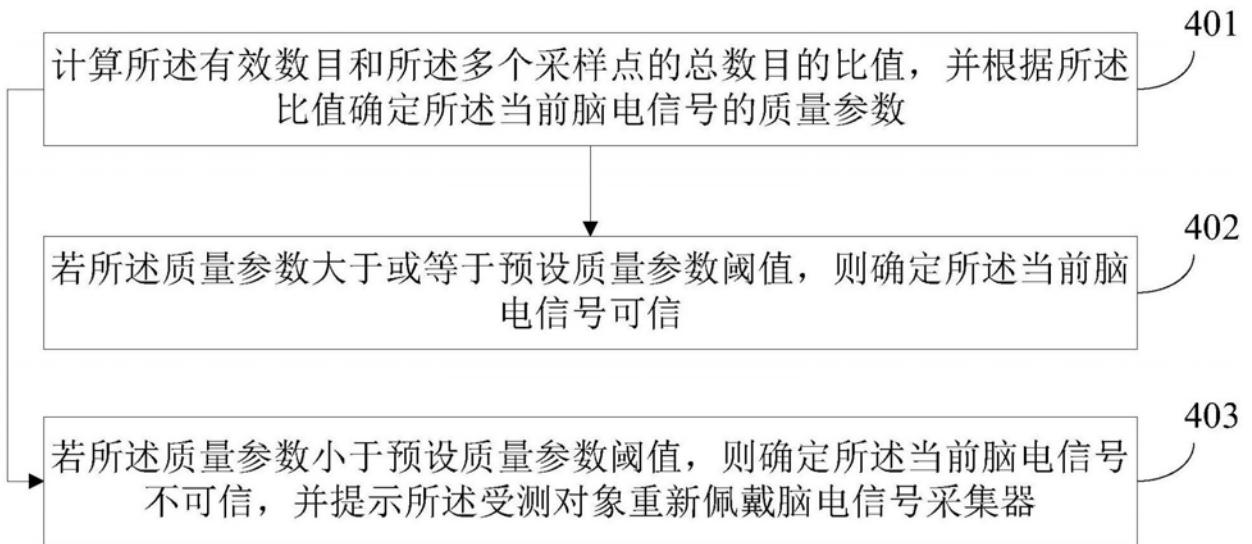 401
计算所述有效数目和所述多个采样点的总数目的比值，并根据所述
比值确定所述当前脑电信号的质量参数
402
若所述质量参数大于或等于预设质量参数阈值，则确定所述当前脑
电信号可信
403
若所述质量参数小于预设质量参数阈值，则确定所述当前脑电信号
不可信，并提示所述受测对象重新佩戴脑电信号采集器